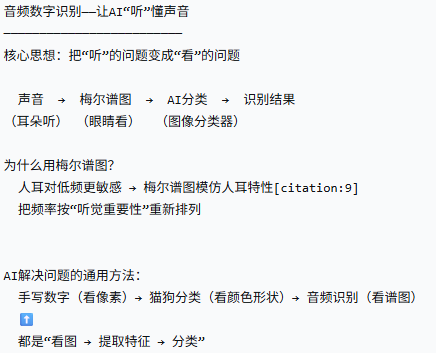 音频数字识别——让AI“听”懂声音
————————————————————————
核心思想：把“听”的问题变成“看”的问题
声音 → 梅尔谱图 → AI分类 → 识别结果
（耳朵听） （眼睛看） （图像分类器）
为什么用梅尔谱图？
人耳对低频更敏感 → 梅尔谱图模仿人耳特性[citation:9]
把频率按“听觉重要性”重新排列
AI解决问题的通用方法：
手写数字（看像素）→ 猫狗分类（看颜色形状）→ 音频识别（看谱图）
⬆️
都是“看图 → 提取特征 → 分类”